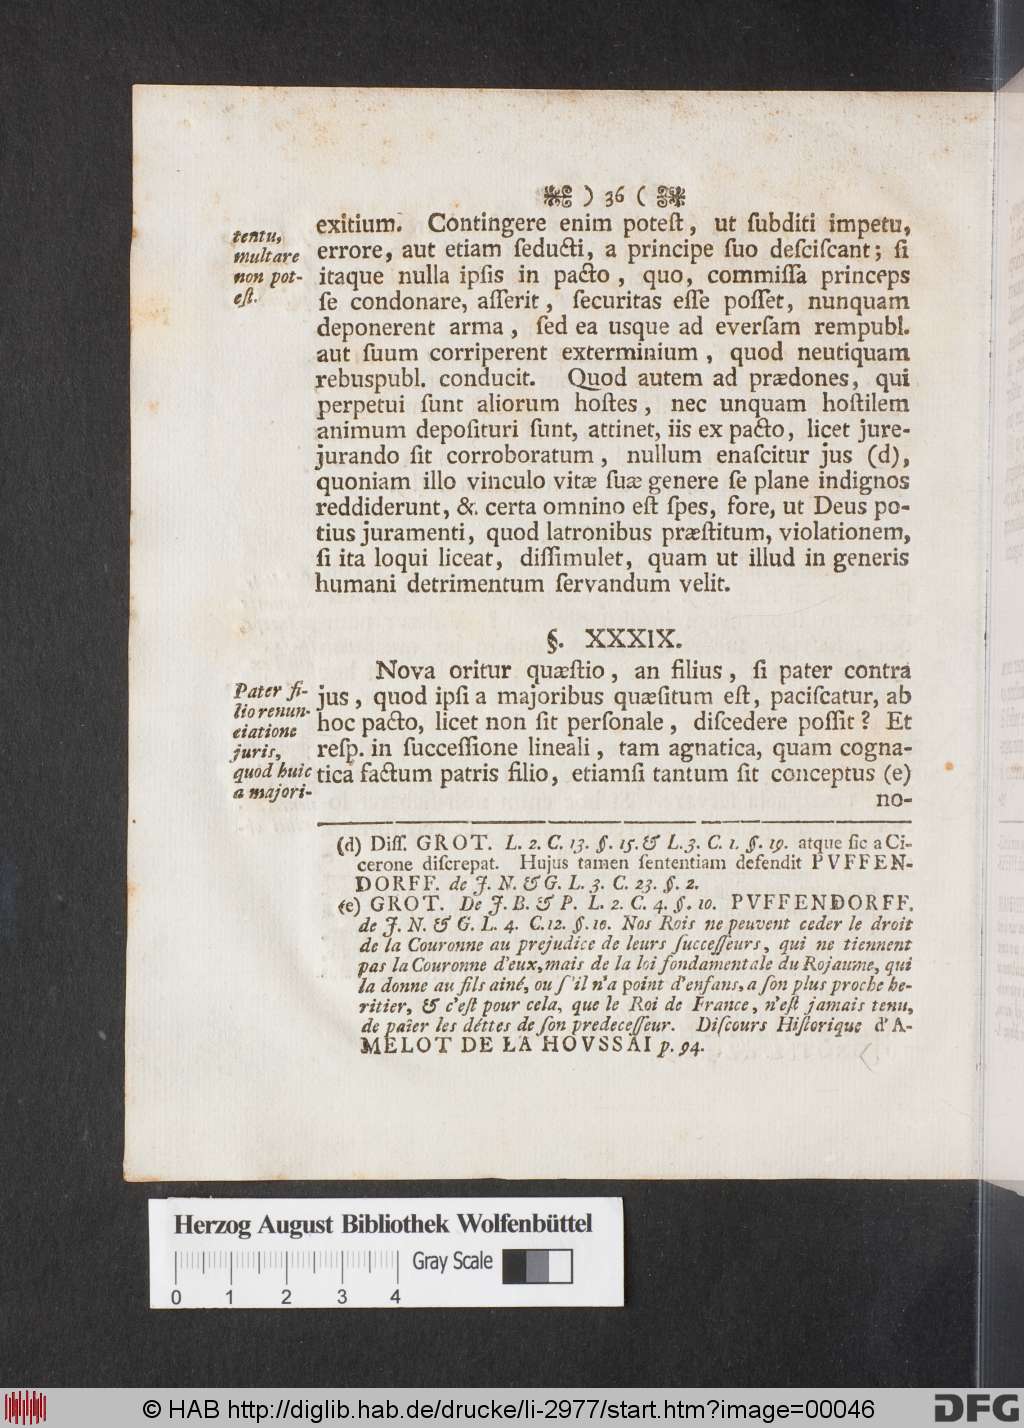 ) 36 (
tentu,
multare
non pot-
eſt.
exitium. Contingere enim poteſt, ut ſubditi impetu,
errore, aut etiam ſeducti, a principe ſuo deſciſcant; ſi
itaque nulla ipſis in pacto, quo, commiſſa princeps
ſe condonare, aſſerit, ſecuritas eſſe poſſet, nunquam
deponerent arma, ſed ea usque ad everſam rempubl.
aut ſuum corriperent exterminium, quod neutiquam
rebuspubl. conducit. Quod autem ad prædones, qui
perpetui ſunt aliorum hoſtes, nec unquam hoſtilem
animum depoſituri ſunt, attinet, iis ex pacto, licet jure-
jurando ſit corroboratum, nullum enaſcitur jus (d),
quoniam illo vinculo vitæ ſuæ genere ſe plane indignos
reddiderunt, & certa omnino eſt ſpes, fore, ut Deus po-
tius juramenti, quod latronibus præſtitum, violationem,
ſi ita loqui liceat, diſſimulet, quam ut illud in generis
humani detrimentum ſervandum velit.
§. XXXIX.
Pater fi-
lio renun-
ciatione
juris,
quod huic
a majori-
Nova oritur quæſtio, an filius, ſi pater contra
jus, quod ipſi a majoribus quæſitum eſt, paciſcatur, ab
hoc pacto, licet non ſit perſonale, diſcedere poſſit? Et
reſp. in ſucceſſione lineali, tam agnatica, quam cogna-
tica factum patris filio, etiamſi tantum ſit conceptus (e)
no-
(d) Diſſ. GROT. L. 2. C. 13. §. 15. & L. 3. C. 1. §. 19. atque ſic a Ci-
cerone diſcrepat. Hujus tamen ſententiam defendit PVFFEN-
DORFF. de J. N. & G. L. 3. C. 23. §. 2.
(e) GROT. De J. B. & P. L. 2. C. 4. §. 10. PVFFENDORFF.
de J. N. & G. L. 4. C. 12. §. 10. Nos Rois ne peuvent ceder le droit
de la Couronne au prejudice de leurs ſucceſſeurs, qui ne tiennent
pas la Couronne d'eux, mais de la loi fondamentale du Rojaume, qui
la donne au fils ainé, ou ſ'il n'a point d'enfans, a ſon plus proche he-
ritier, & c'eſt pour cela, que le Roi de France, n'eſt jamais tenu,
de païer les déttes de ſon predeceſſeur. Diſcours Hiſtorique d'A-
MELOT DE LA HOVSSAI p. 94.
Herzog August Bibliothek Wolfenbüttel
Gray Scale
0 1 2 3 4
© HAB http://diglib.hab.de/drucke/li-2977/start.htm?image=00046
DFG